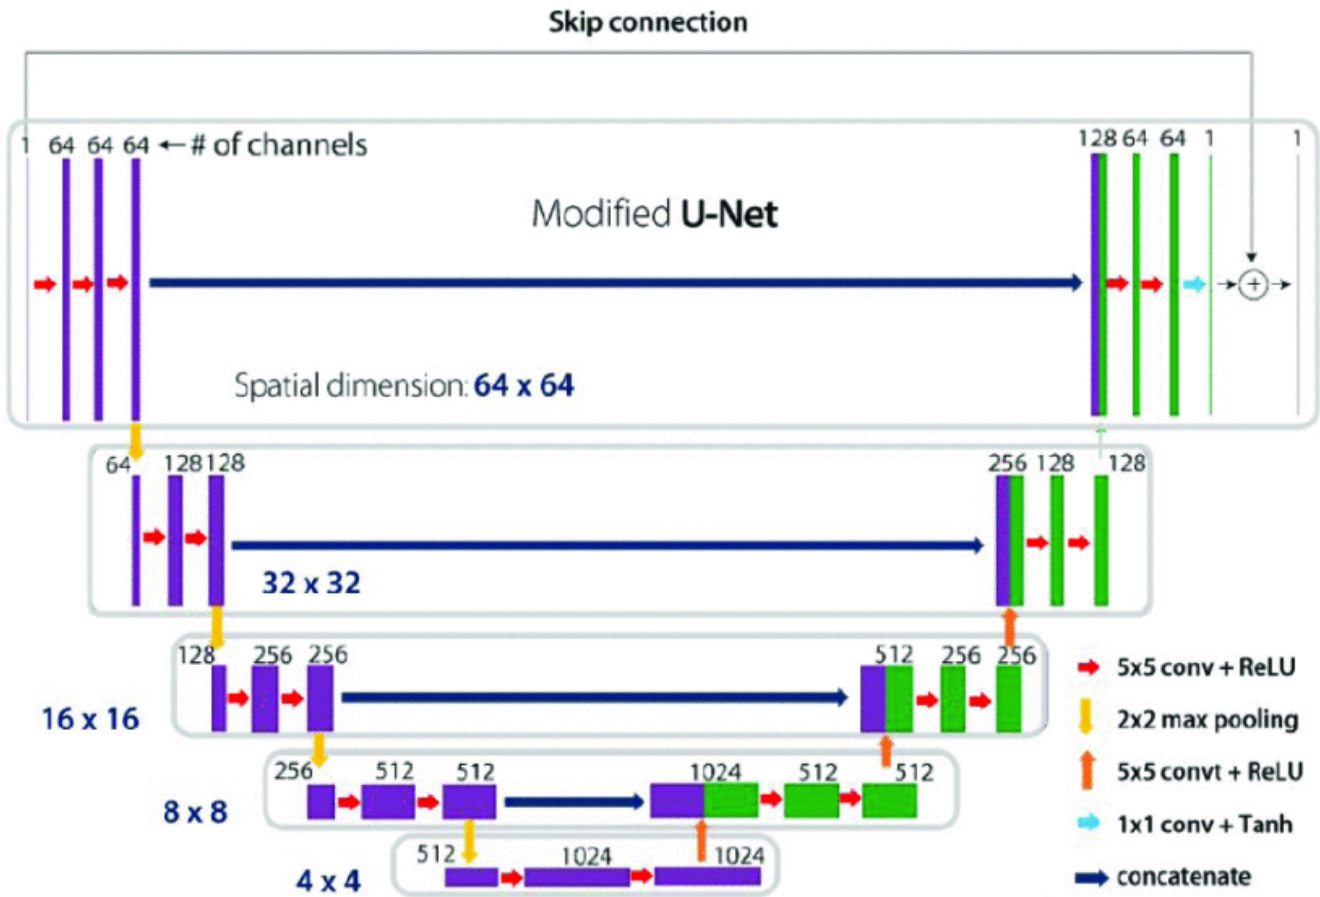 Skip connection
1 64 64 64 ←# of channels
128 64 64 1 1
Modified U-Net
Spatial dimension: 64 x 64
64 128 128
256 128 128
32 x 32
128 256 256
512 256 256
16 x 16
256 512 512
1024 512 512
8 x 8
512 1024 1024
4 x 4
+
5x5 conv + ReLU
2x2 max pooling
5x5 convt + ReLU
1x1 conv + Tanh
concatenate